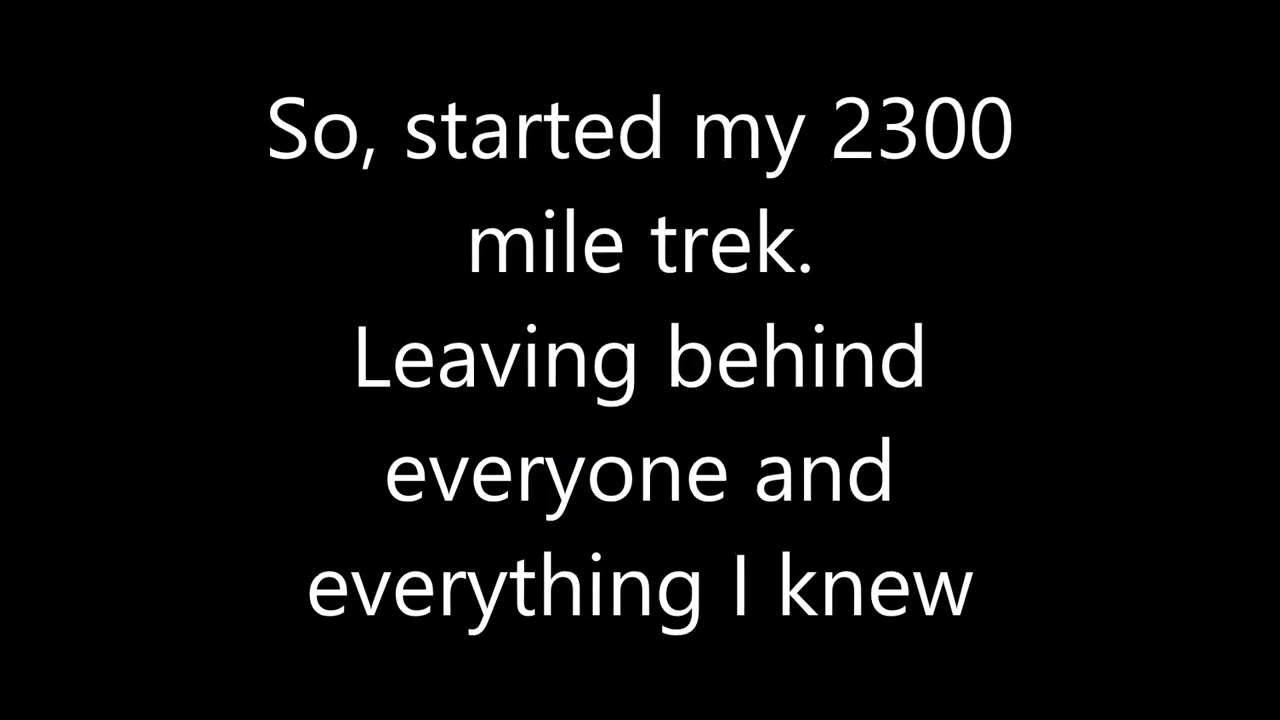 So, started my 2300
mile trek.
Leaving behind
everyone and
everything I knew